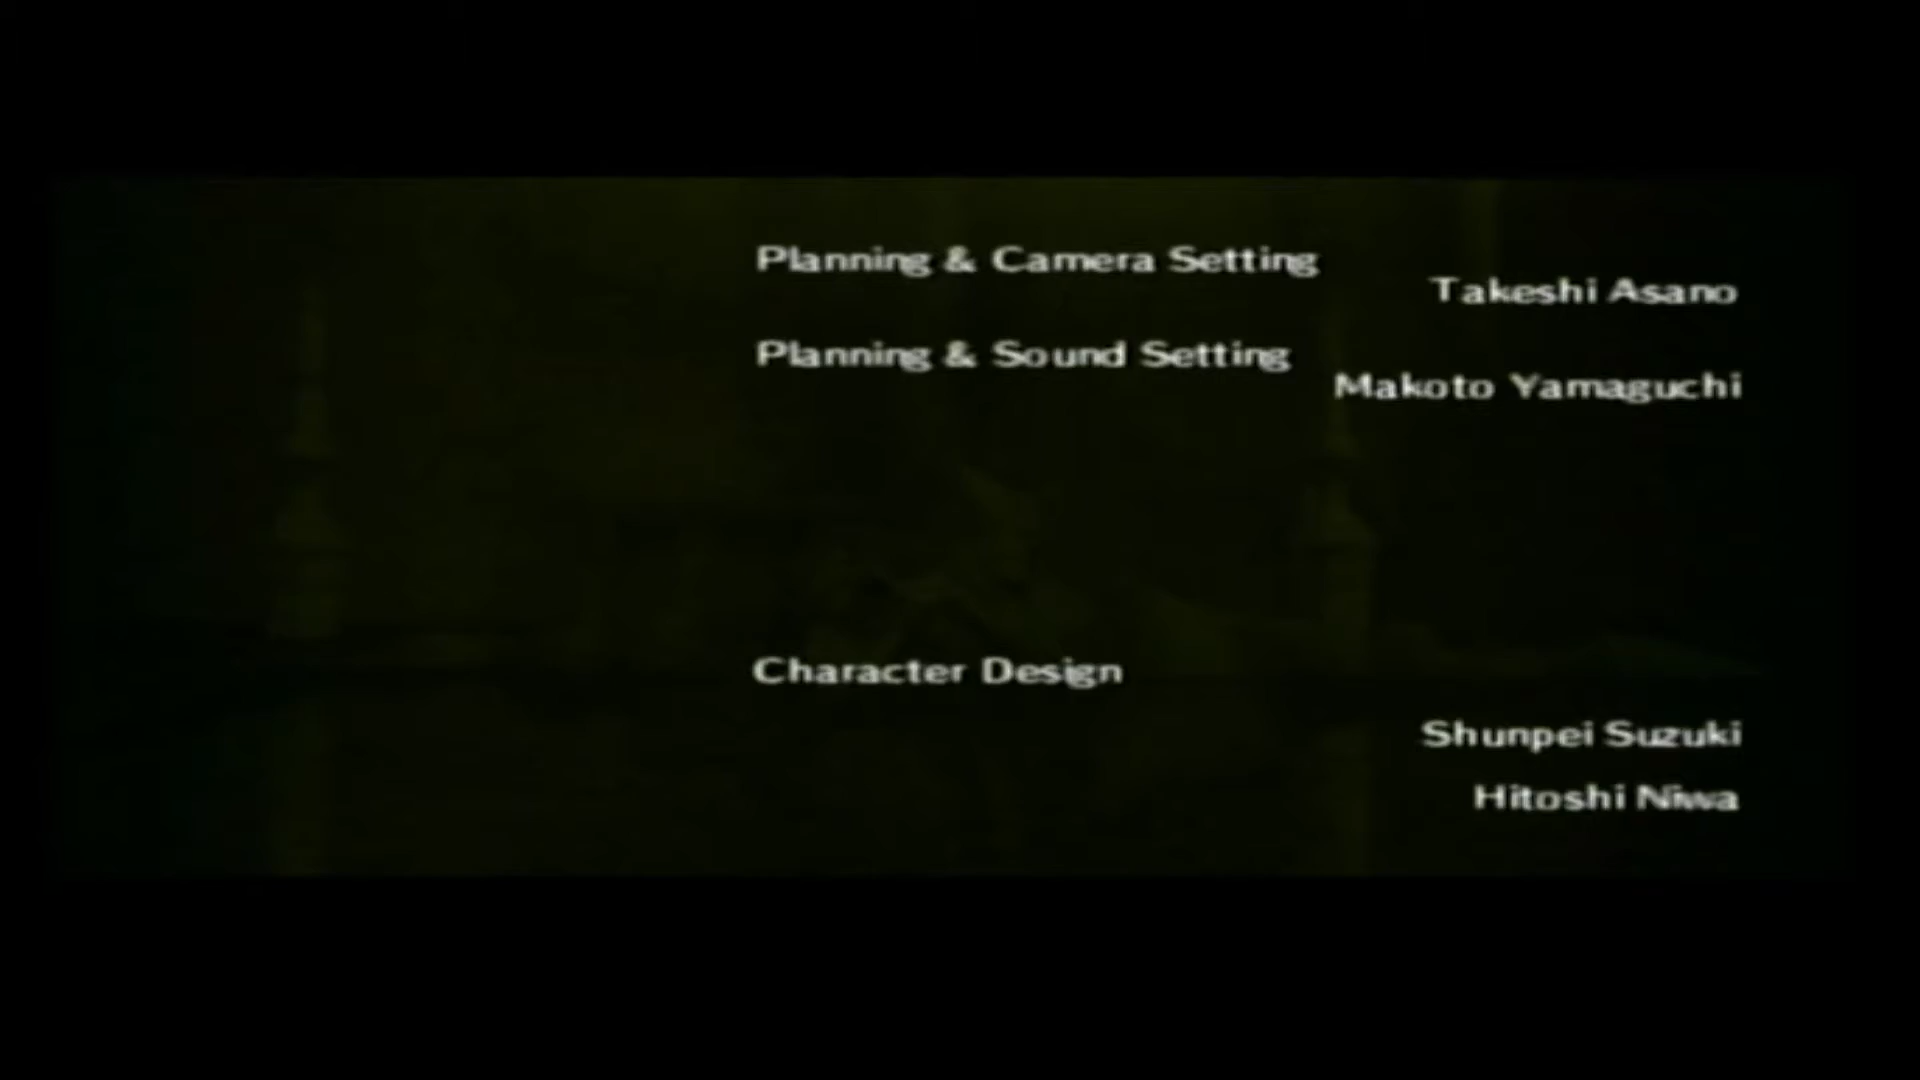 Planning & Camera Setting
Takeshi Asano
Planning & Sound Setting
Makoto Yamaguchi
Character Design
Shunpei Suzuki
Hitoshi Niwa